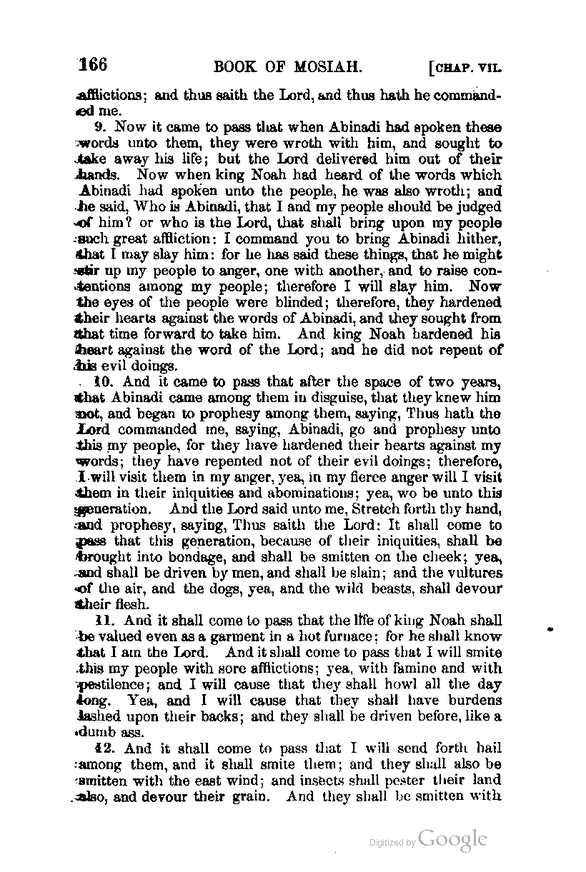 166 BOOK OF MOSIAH. [CHAP. VII.
afflictions; and thus saith the Lord, and thus hath he command-
ed me.
9. Now it came to pass that when Abinadi had spoken these
words unto them, they were wroth with him, and sought to
take away his life; but the Lord delivered him out of their
hands. Now when king Noah had heard of the words which
Abinadi had spoken unto the people, he was also wroth; and
he said, Who is Abinadi, that I and my people should be judged
of him? or who is the Lord, that shall bring upon my people
such great affliction: I command you to bring Abinadi hither,
that I may slay him: for he has said these things, that he might
stir up my people to anger, one with another, and to raise con-
tentions among my people; therefore I will slay him. Now
the eyes of the people were blinded; therefore, they hardened
their hearts against the words of Abinadi, and they sought from
that time forward to take him. And king Noah hardened his
heart against the word of the Lord; and he did not repent of
his evil doings.
10. And it came to pass that after the space of two years,
that Abinadi came among them in disguise, that they knew him
not, and began to prophesy among them, saying, Thus hath the
Lord commanded me, saying, Abinadi, go and prophesy unto
this my people, for they have hardened their hearts against my
words; they have repented not of their evil doings; therefore,
I will visit them in my anger, yea, in my fierce anger will I visit
them in their iniquities and abominations; yea, wo be unto this
generation. And the Lord said unto me, Stretch forth thy hand,
and prophesy, saying, Thus saith the Lord: It shall come to
pass that this generation, because of their iniquities, shall be
brought into bondage, and shall be smitten on the cheek; yea,
and shall be driven by men, and shall be slain; and the vultures
of the air, and the dogs, yea, and the wild beasts, shall devour
their flesh.
11. And it shall come to pass that the life of king Noah shall
be valued even as a garment in a hot furnace; for he shall know
that I am the Lord. And it shall come to pass that I will smite
this my people with sore afflictions; yea, with famine and with
pestilence; and I will cause that they shall howl all the day
long. Yea, and I will cause that they shall have burdens
lashed upon their backs; and they shall be driven before, like a
dumb ass.
12. And it shall come to pass that I will send forth hail
among them, and it shall smite them; and they shall also be
smitten with the east wind; and insects shall pester their land
also, and devour their grain. And they shall be smitten with
Digitized by Google